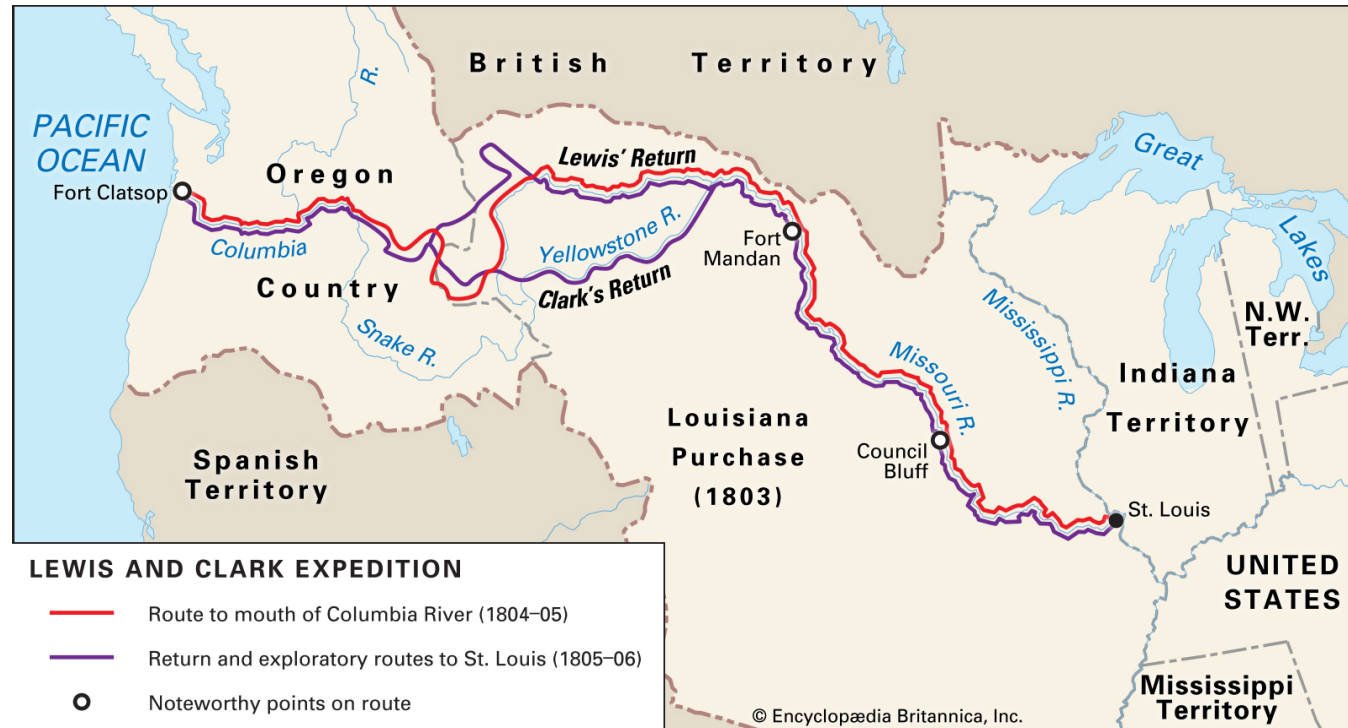 British Territory
R.
PACIFIC
OCEAN
Great
Lewis' Return
Oregon
Fort Clatsop
Lakes
Yellowstone R.
Fort
Mandan
Columbia
Country
Clark's Return
Mississippi R.
N.W.
Terr.
Snake R.
Missouri R.
Indiana
Territory
Louisiana
Purchase
(1803)
Council
Bluff
Spanish
Territory
St. Louis
UNITED
STATES
LEWIS AND CLARK EXPEDITION
Route to mouth of Columbia River (1804–05)
Return and exploratory routes to St. Louis (1805–06)
Noteworthy points on route
Mississippi
Territory
© Encyclopædia Britannica, Inc.